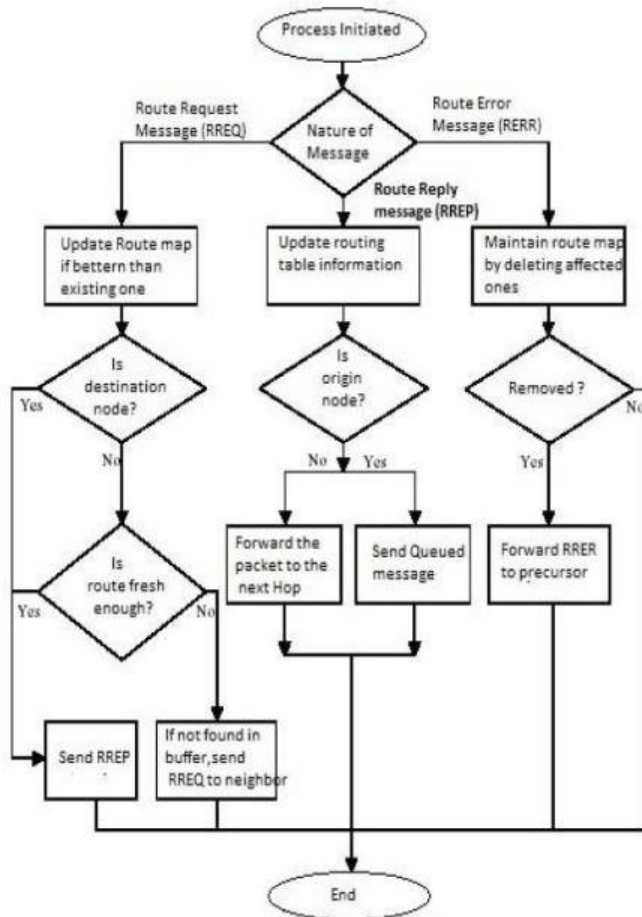 Process Initiated
Route Request
Message (RREQ)
Nature of
Message
Route Error
Message (RERR)
Route Reply
message (RREP)
Update Route map
if bettern than
existing one
Update routing
table information
Maintain route map
by deleting affected
ones
Is
destination
node?
Yes
No
Is
origin
node?
No
Yes
Removed ?
No
Yes
Is
route fresh
enough?
Yes
No
Forward the
packet to the
next Hop
Send Queued
message
Forward RRER
to precursor
Send RREP
If not found in
buffer,send
RREQ to neighbor
End